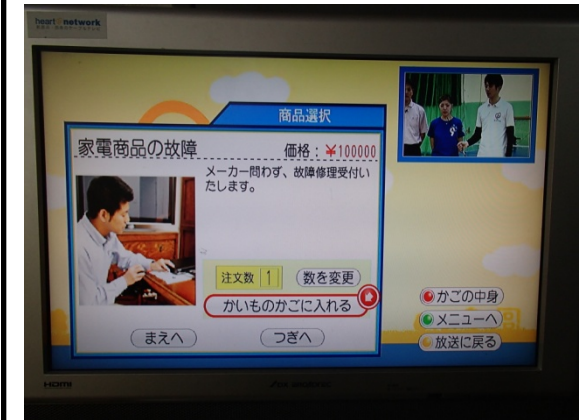 heart network
商品選択
家電商品の故障
価格：¥100000
メーカー問わず、故障修理受付い
たします。
注文数 1 数を変更
かいものかごに入れる
まえへ つぎへ
かごの中身
メニューへ
放送に戻る
HDMI